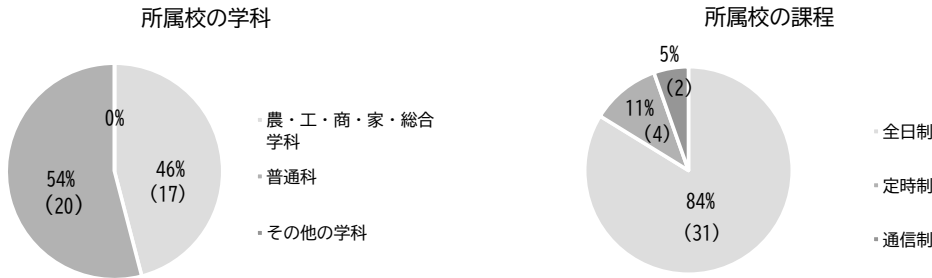 所属校の学科
0%
46%
(17)
54%
(20)
農・工・商・家・総合
学科
普通科
その他の学科
所属校の課程
5%
(2)
11%
(4)
84%
(31)
全日制
定時制
通信制